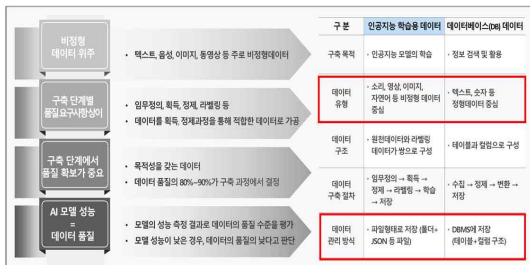 비정형
데이터 위주
• 텍스트, 음성, 이미지, 동영상 등 주로 비정형데이터
구축 단계별
품질요구사항상이
• 임무정의, 획득, 정제, 라벨링 등
• 데이터를 획득, 정제과정을 통해 적합한 데이터로 가공
구축 단계에서
품질 확보가 중요
• 목적성을 갖는 데이터
• 데이터 품질의 80%~90%가 구축 과정에서 결정
AI 모델 성능
=
데이터 품질
• 모델의 성능 측정 결과로 데이터의 품질 수준을 평가
• 모델 성능이 낮은 경우, 데이터의 품질의 낮다고 판단
구 분 인공지능 학습용 데이터 데이터베이스(DB) 데이터
구축 목적 • 인공지능 모델의 학습 • 정보 검색 및 활용
데이터
유형
• 소리, 영상, 이미지,
자연어 등 비정형 데이터
중심
• 텍스트, 숫자 등
정형데이터 중심
데이터
구조
• 원천데이터와 라벨링
데이터가 쌍으로 구성
• 테이블과 컬럼으로 구성
데이터
구축 절차
• 임무정의 → 획득 →
정제 → 라벨링 → 학습
→ 저장
• 수집 → 정제 → 변환 →
저장
데이터
관리 방식
• 파일형태로 저장 (폴더+
JSON 등 파일)
• DBMS에 저장
(테이블+컬럼 구조)